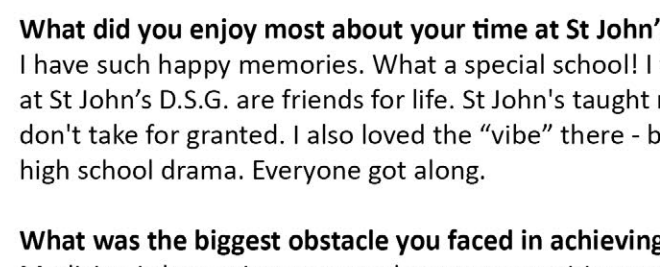 What did you enjoy most about your time at St John’
I have such happy memories. What a special school! I
at St John’s D.S.G. are friends for life. St John's taught
don't take for granted. I also loved the “vibe” there -
high school drama. Everyone got along.
What was the biggest obstacle you faced in achieving